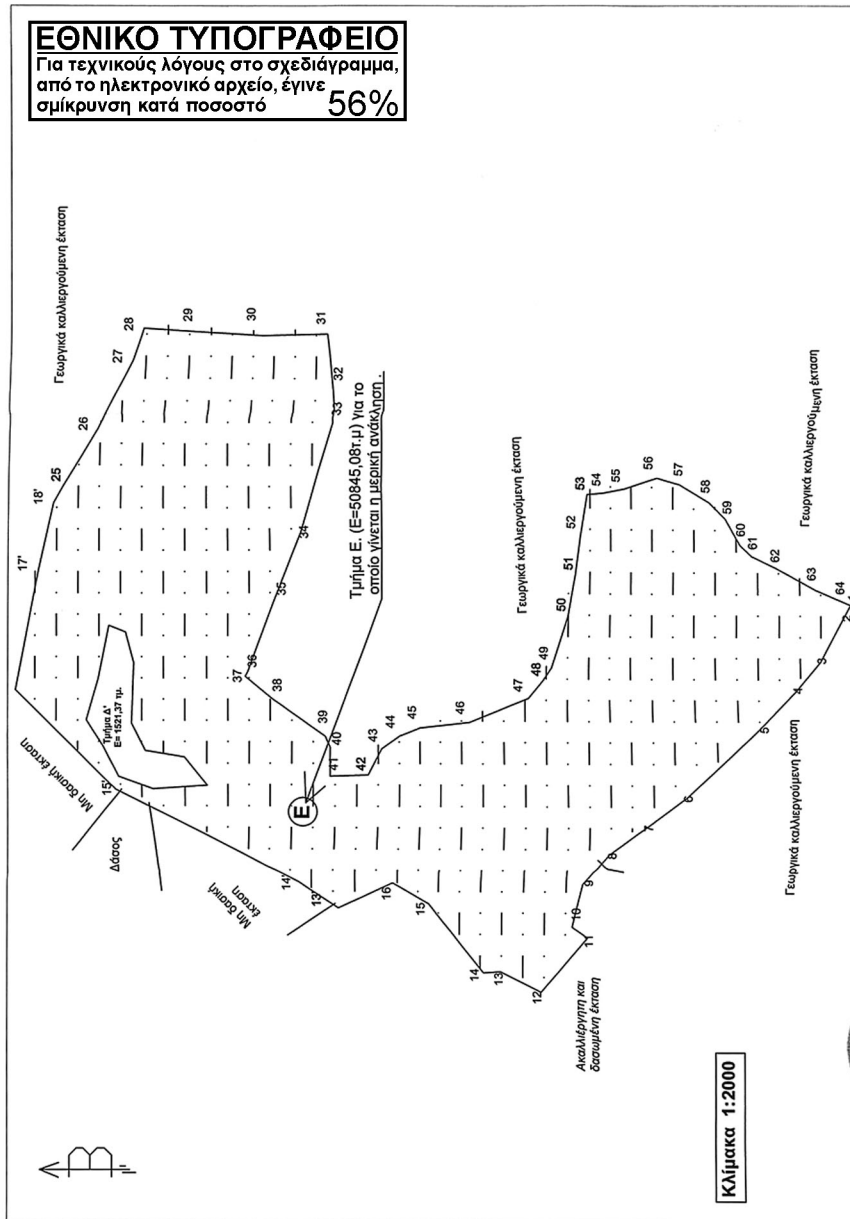 ΕΘΝΙΚΟ ΤΥΠΟΓΡΑΦΕΙΟ
Για τεχνικούς λόγους στο σχεδιάγραμμα,
από το ηλεκτρονικό αρχείο, έγινε
σμίκρυνση κατά ποσοστό 56%
Γεωργικά καλλιεργούμενη έκταση
17'
18'
25
26
27
28
29
30
31
32
33
34
35
36
37
38
39
40
41
42
43
44
45
46
47
48
49
50
51
52
53
54
55
56
57
58
59
60
61
62
63
64
1
2
3
4
5
6
7
8
9
10
11
12
13
14
15
16
13'
14'
15'
Τμήμα Δ'
Ε= 1521,37 τμ.
Μη δασική έκταση
Δάσος
Μη δασική
έκταση
Ε
Τμήμα Ε. (Ε=50845,08τ.μ) για το
οποίο γίνεται η μερική ανάκληση .
Γεωργικά καλλιεργούμενη έκταση
Γεωργικά καλλιεργούμενη έκταση
Γεωργικά καλλιεργούμενη έκταση
Ακαλλιέργητη και
δασωμένη έκταση
Κλίμακα 1:2000
Β